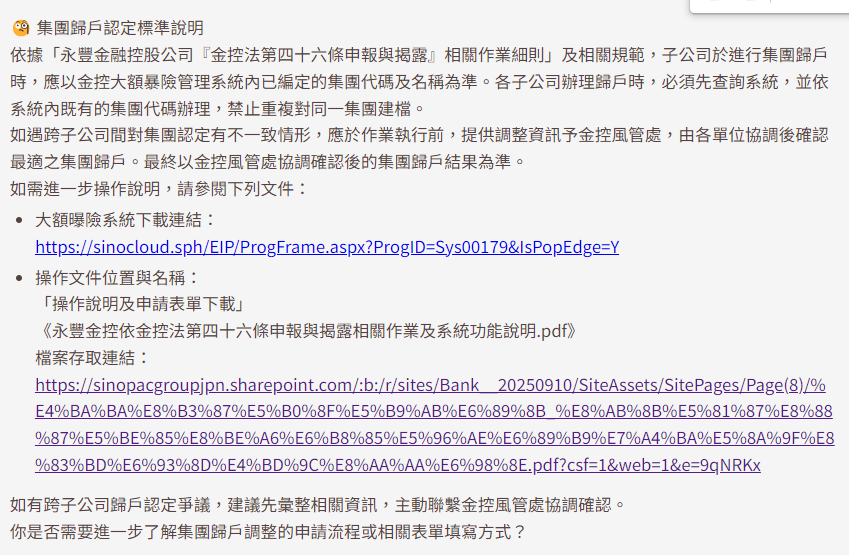 🧐 集團歸戶認定標準說明
依據「永豐金融控股公司『金控法第四十六條申報與揭露』相關作業細則」及相關規範，子公司於進行集團歸戶
時，應以金控大額暴險管理系統內已編定的集團代碼及名稱為準。各子公司辦理歸戶時，必須先查詢系統，並依
系統內既有的集團代碼辦理，禁止重複對同一集團建檔。
如遇跨子公司間對集團認定有不一致情形，應於作業執行前，提供調整資訊予金控風管處，由各單位協調後確認
最適之集團歸戶。最終以金控風管處協調確認後的集團歸戶結果為準。
如需進一步操作說明，請參閱下列文件：
• 大額曝險系統下載連結：
https://sinocloud.sph/EIP/ProgFrame.aspx?ProgID=Sys00179&IsPopEdge=Y
• 操作文件位置與名稱：
「操作說明及申請表單下載」
《永豐金控依金控法第四十六條申報與揭露相關作業及系統功能說明.pdf》
檔案存取連結：
https://sinopacgroupjpn.sharepoint.com/:b:/r/sites/Bank__20250910/SiteAssets/SitePages/Page(8)/%
E4%BA%BA%E8%B3%87%E5%B0%8F%E5%B9%AB%E6%89%8B_%E8%AB%8B%E5%81%87%E8%88
%87%E5%BE%85%E8%BE%A6%E6%B8%85%E5%96%AE%E6%89%B9%E7%A4%BA%E5%8A%9F%E8
%83%BD%E6%93%8D%E4%BD%9C%E8%AA%AA%E6%98%8E.pdf?csf=1&web=1&e=9qNRKx
如有跨子公司歸戶認定爭議，建議先彙整相關資訊，主動聯繫金控風管處協調確認。
你是否需要進一步了解集團歸戶調整的申請流程或相關表單填寫方式？